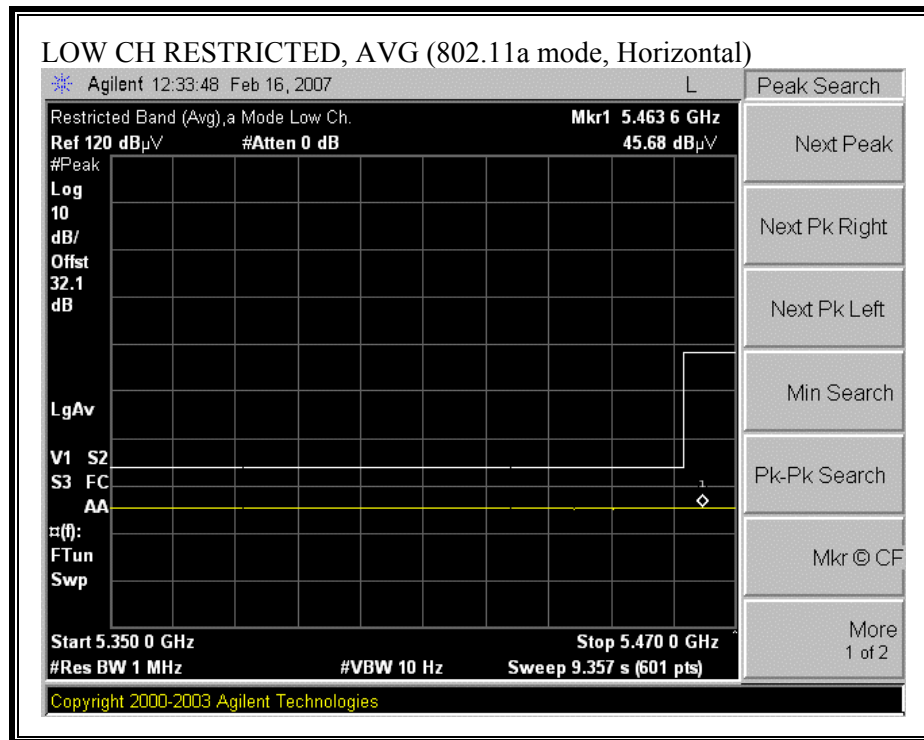 LOW CH RESTRICTED, AVG (802.11a mode, Horizontal)
Agilent 12:33:48 Feb 16, 2007 L
Peak Search
Restricted Band (Avg),a Mode Low Ch. Mkr1 5.463 6 GHz
Ref 120 dBµV #Atten 0 dB 45.68 dBµV
#Peak
Log
10
dB/
Offst
32.1
dB
LgAv
V1 S2
S3 FC
AA
¤(f):
FTun
Swp
1
Start 5.350 0 GHz Stop 5.470 0 GHz ^
#Res BW 1 MHz #VBW 10 Hz Sweep 9.357 s (601 pts)
Copyright 2000-2003 Agilent Technologies
Next Peak
Next Pk Right
Next Pk Left
Min Search
Pk-Pk Search
Mkr © CF
More
1 of 2